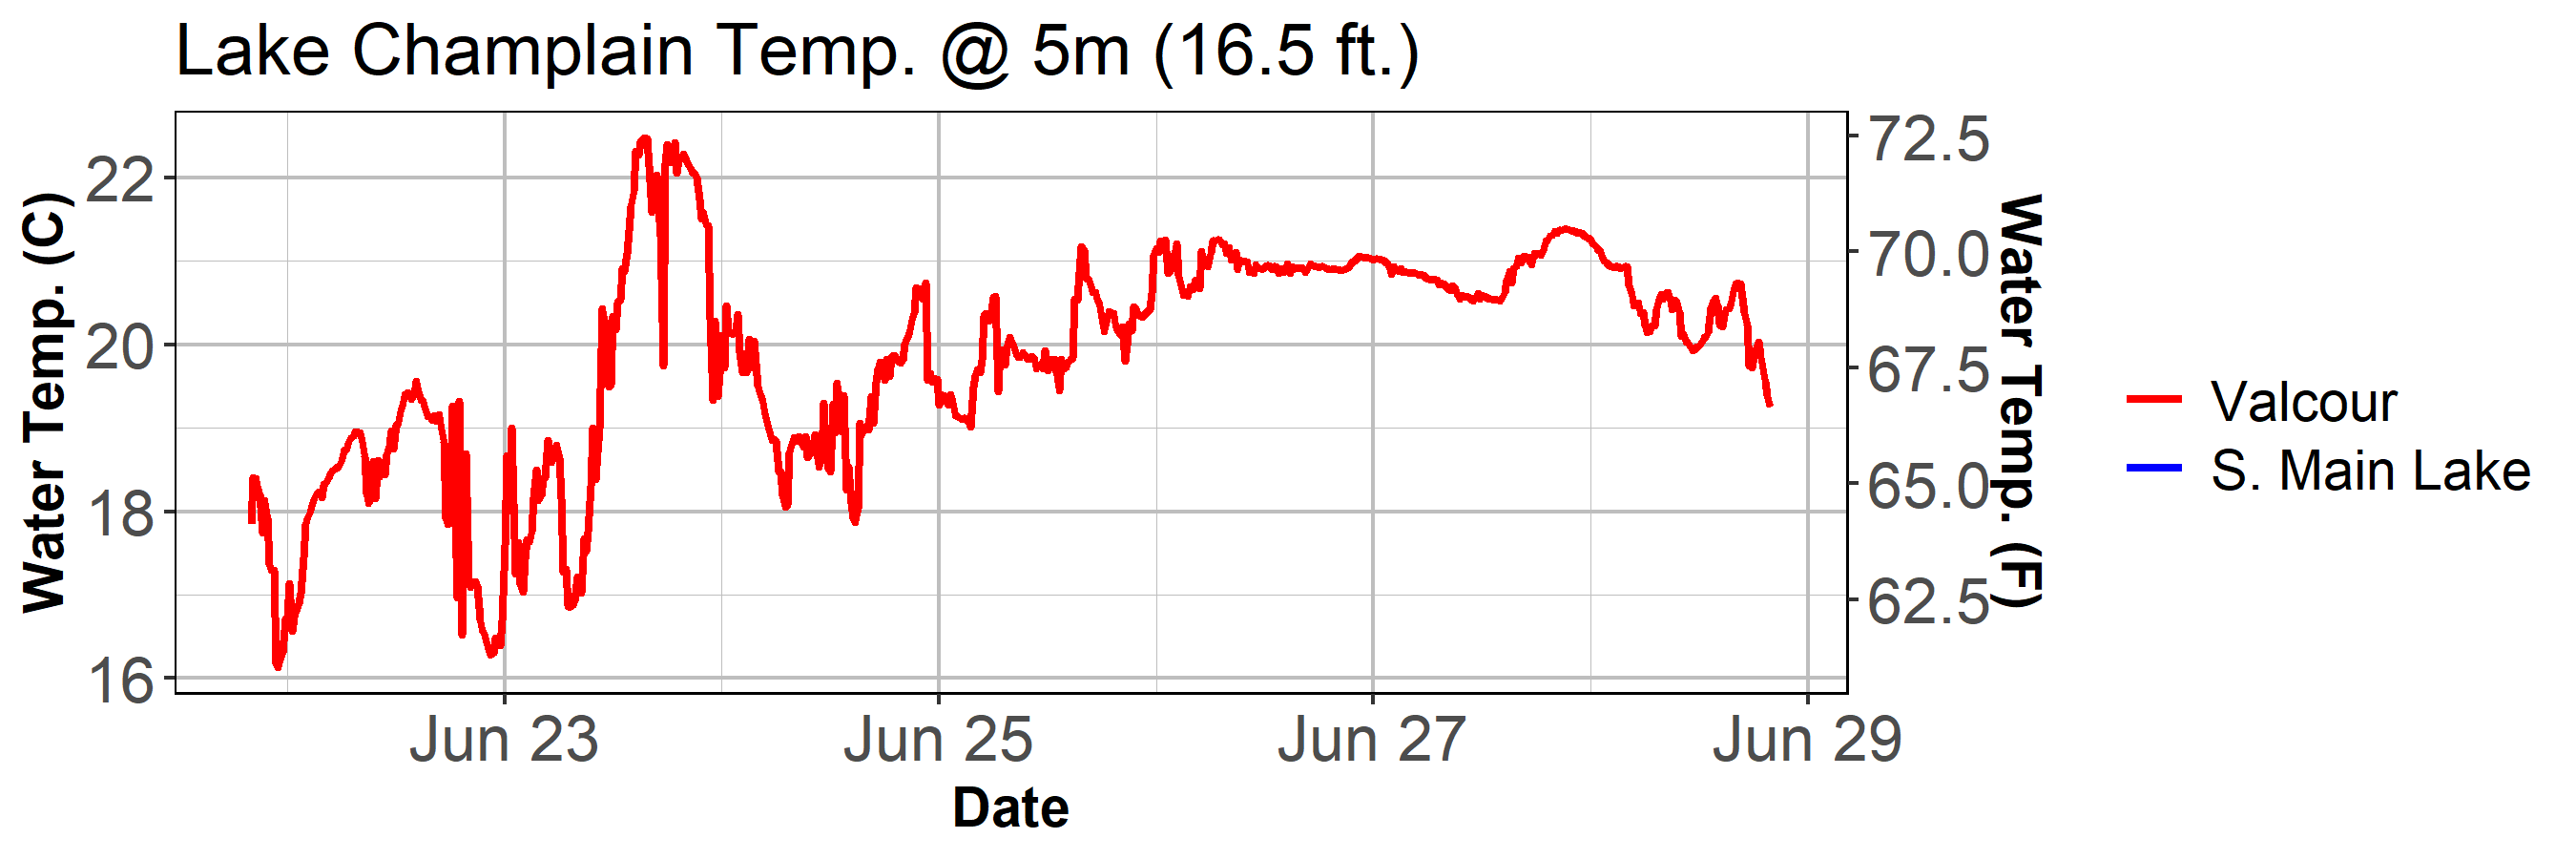 Lake Champlain Temp. @ 5m (16.5 ft.)
Water Temp. (C)
22
20
18
16
72.5
70.0
67.5
65.0
62.5
Water Temp. (F)
Jun 23
Jun 25
Jun 27
Jun 29
Date
Valcour
S. Main Lake